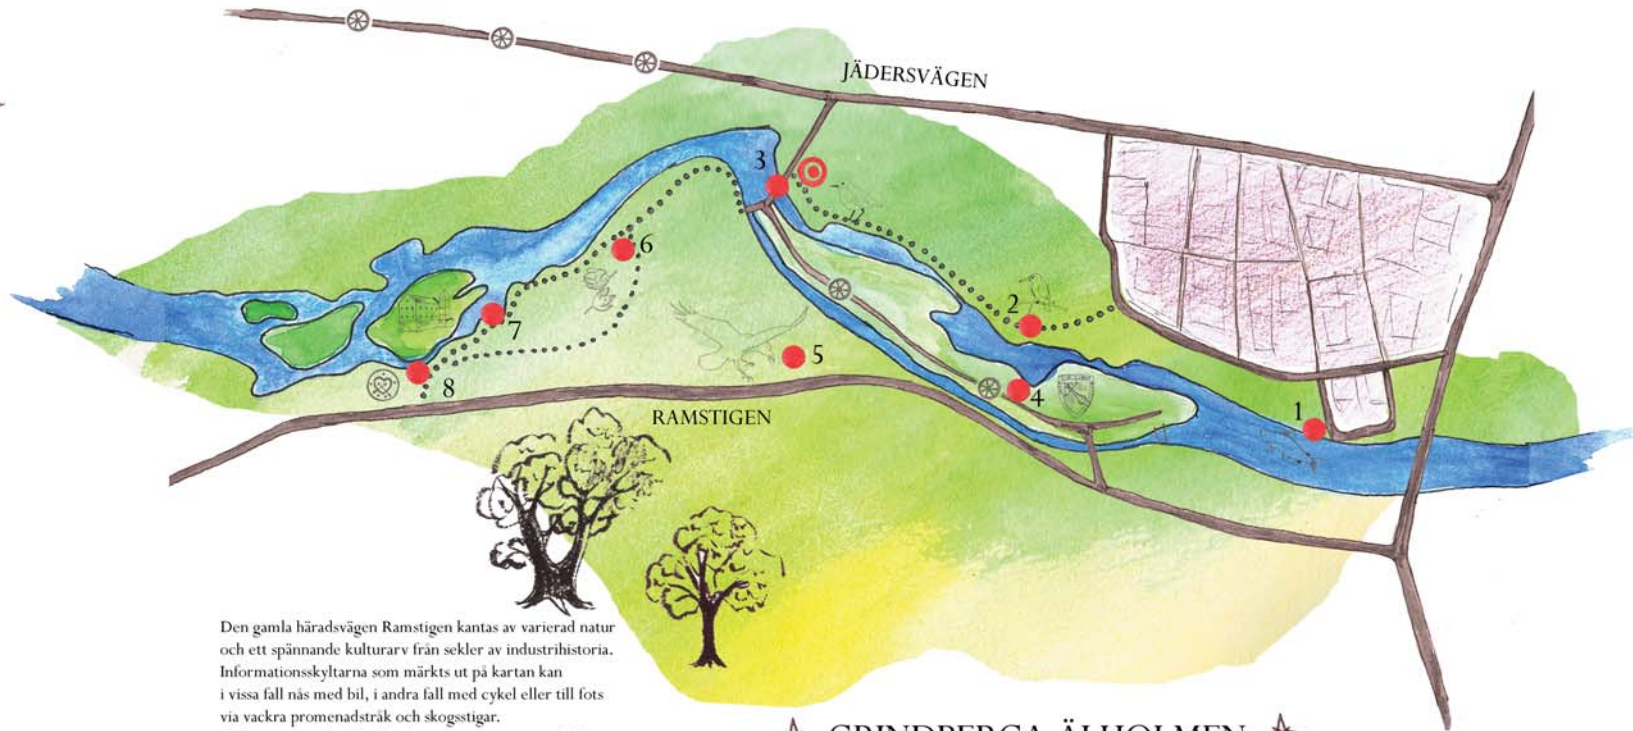 JÄDERSVÄGEN
3
6
2
7
5
8
4
1
RAMSTIGEN
Den gamla häradsvägen Ramstigen kantas av varierad natur
och ett spännande kulturarv från sekler av industrihistoria.
Informationsskyltarna som märkts ut på kartan kan
i vissa fall nås med bil, i andra fall med cykel eller till fots
via vackra promenadstråk och skogsstigar.
GRINDBERGA ÄLHOLMEN